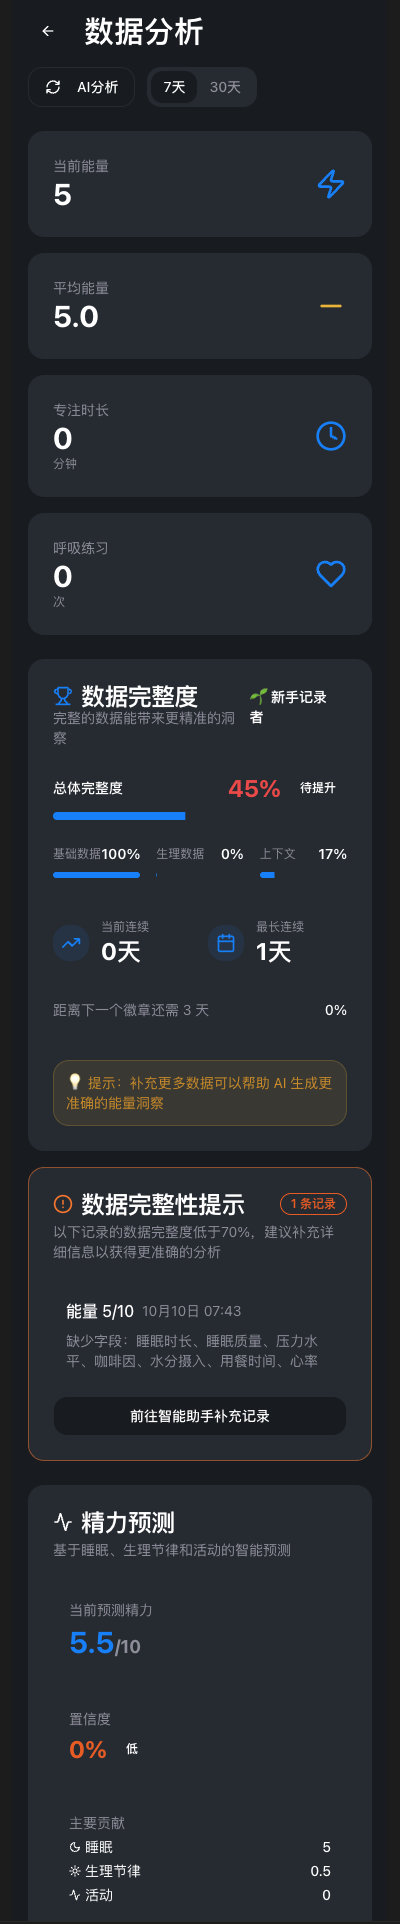 数据分析
AI分析 7天 30天
当前能量
5
平均能量
5.0
专注时长
0
分钟
呼吸练习
0
次
数据完整度
完整的数据能带来更精准的洞
察
🌱 新手记录
者
总体完整度 45% 待提升
基础数据 100% 生理数据 0% 上下文 17%
当前连续
0天
最长连续
1天
距离下一个徽章还需 3 天 0%
💡 提示：补充更多数据可以帮助 AI 生成更
准确的能量洞察
数据完整性提示 1 条记录
以下记录的数据完整度低于70%，建议补充详
细信息以获得更准确的分析
能量 5/10 10月10日 07:43
缺少字段：睡眠时长、睡眠质量、压力水
平、咖啡因、水分摄入、用餐时间、心率
前往智能助手补充记录
精力预测
基于睡眠、生理节律和活动的智能预测
当前预测精力
5.5/10
置信度
0% 低
主要贡献
睡眠 5
生理节律 0.5
活动 0